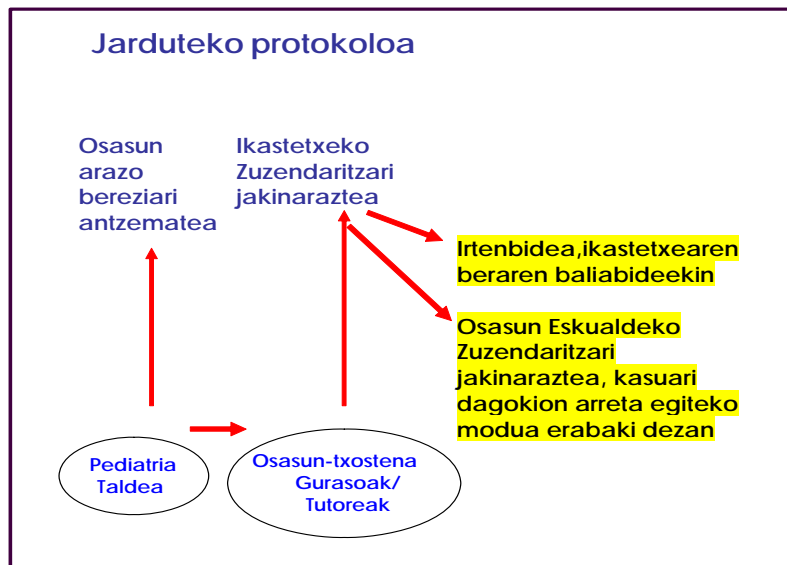 Jarduteko protokoloa
Osasun
arazo
bereziari
antzematea
Ikastetxeko
Zuzendaritzari
jakinaraztea
Irtenbidea,ikastetxearen
beraren baliabideekin
Osasun Eskualdeko
Zuzendaritzari
jakinaraztea, kasuari
dagokion arreta egiteko
modua erabaki dezan
Pediatria
Taldea
Osasun-txostena
Gurasoak/
Tutoreak